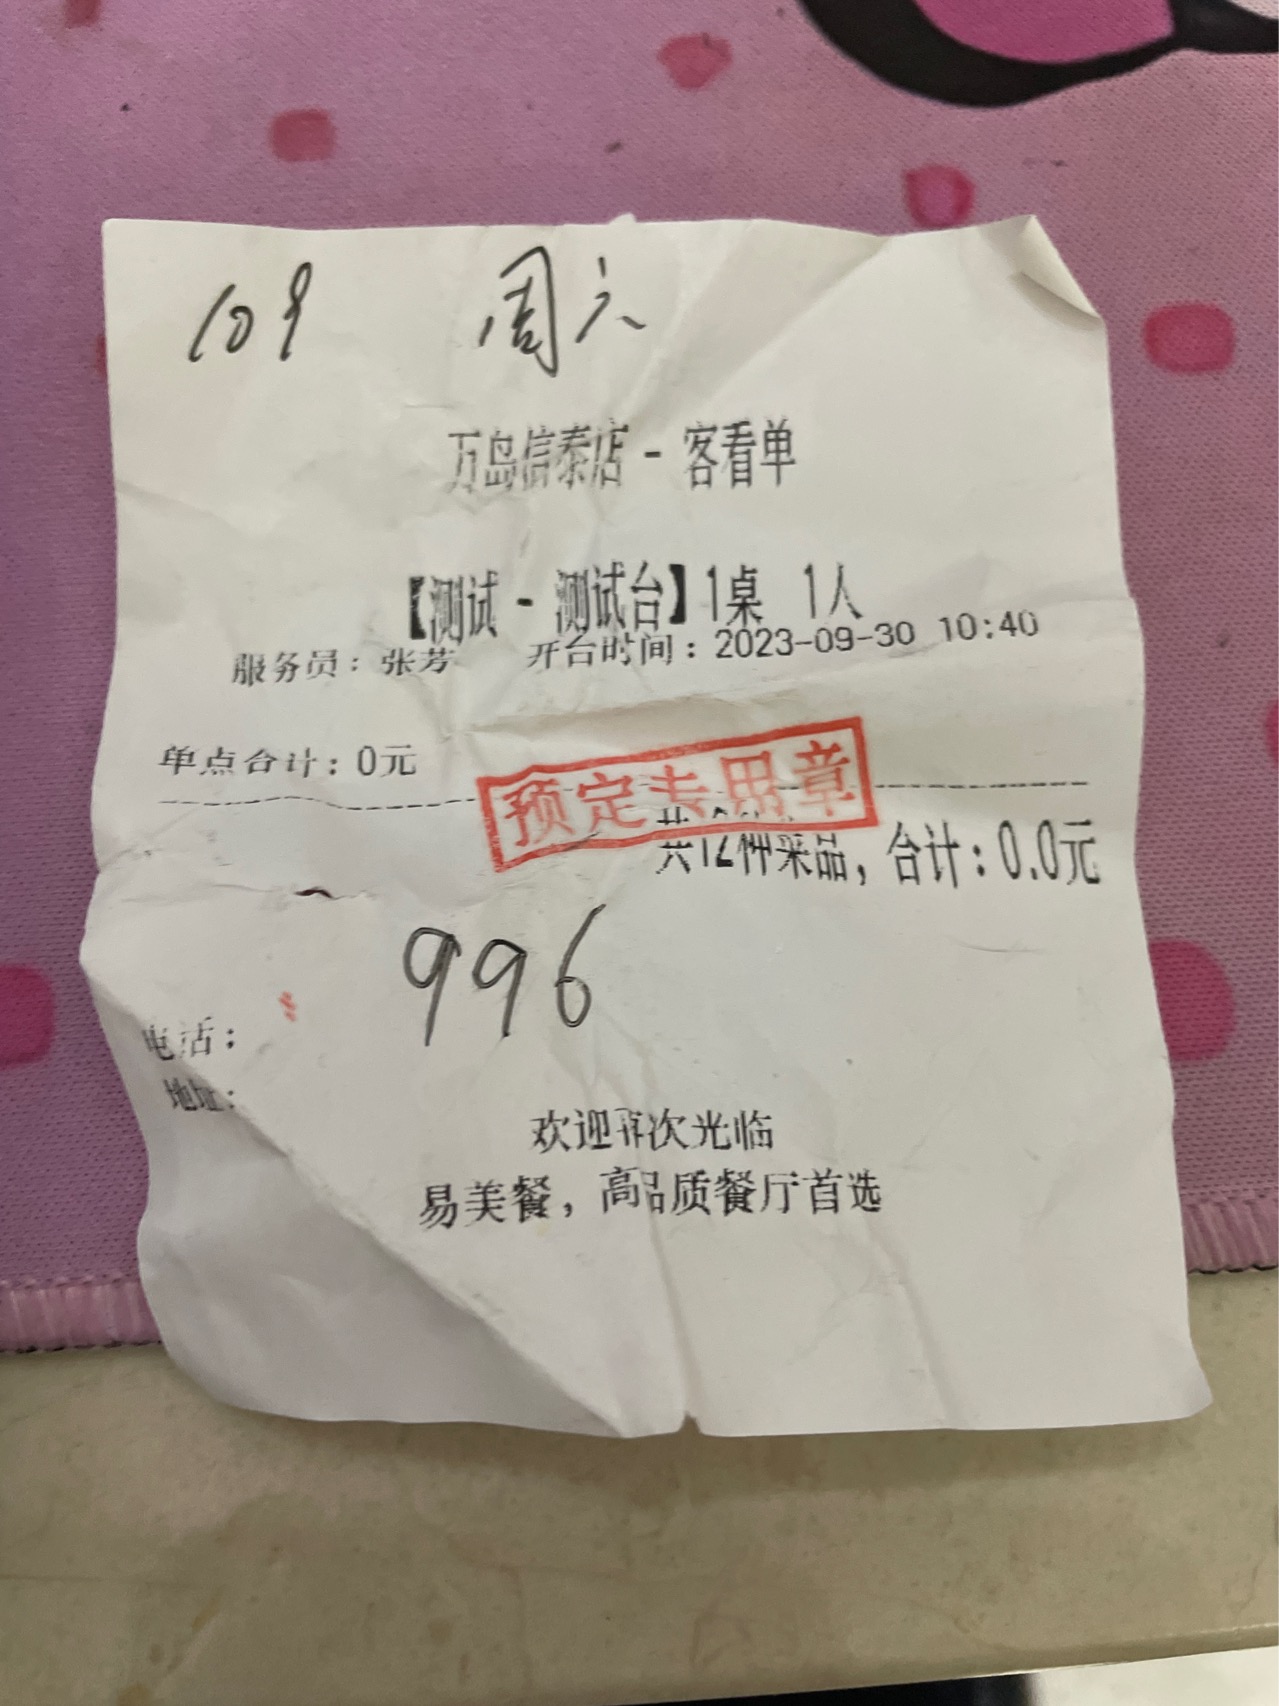 109 周六
万岛信泰店 - 客看单
【测试 - 测试台】1桌 1人
服务员：张芳 开台时间：2023-09-30 10:40
单点合计：0元
预定专用章
共12种菜品，合计：0.0元
996
电话：
地址：
欢迎再次光临
易美餐，高品质餐厅首选